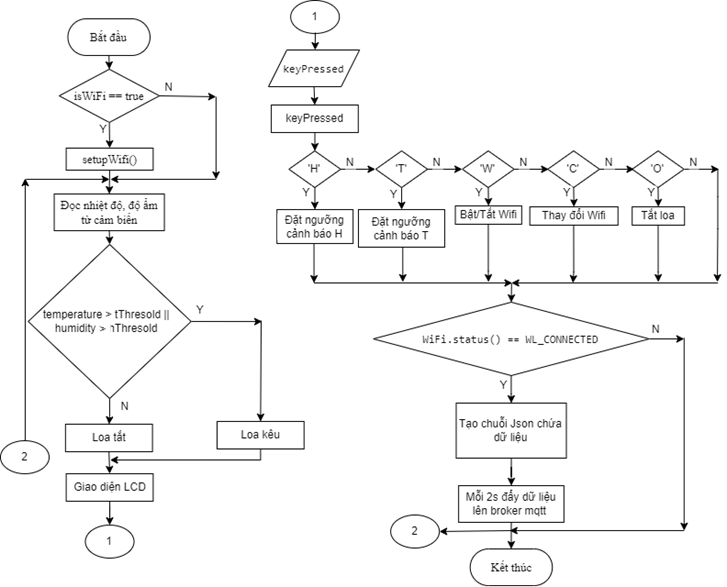 Bắt đầu
isWiFi == true
N
Y
setupWifi()
Đọc nhiệt độ, độ ẩm
từ cảm biến
temperature > tThresold ||
humidity > hThresold
Y
N
Loa tắt
Loa kêu
2
Giao diện LCD
1
1
keyPressed
keyPressed
'H'
N
'T'
N
'W'
N
'C'
N
'O'
N
Y
Y
Y
Y
Y
Đặt ngưỡng
cảnh báo H
Đặt ngưỡng
cảnh báo T
Bật/Tắt Wifi
Thay đổi Wifi
Tắt loa
WiFi.status() == WL_CONNECTED
N
Y
Tạo chuỗi Json chứa
dữ liệu
Mỗi 2s đẩy dữ liệu
lên broker mqtt
2
Kết thúc